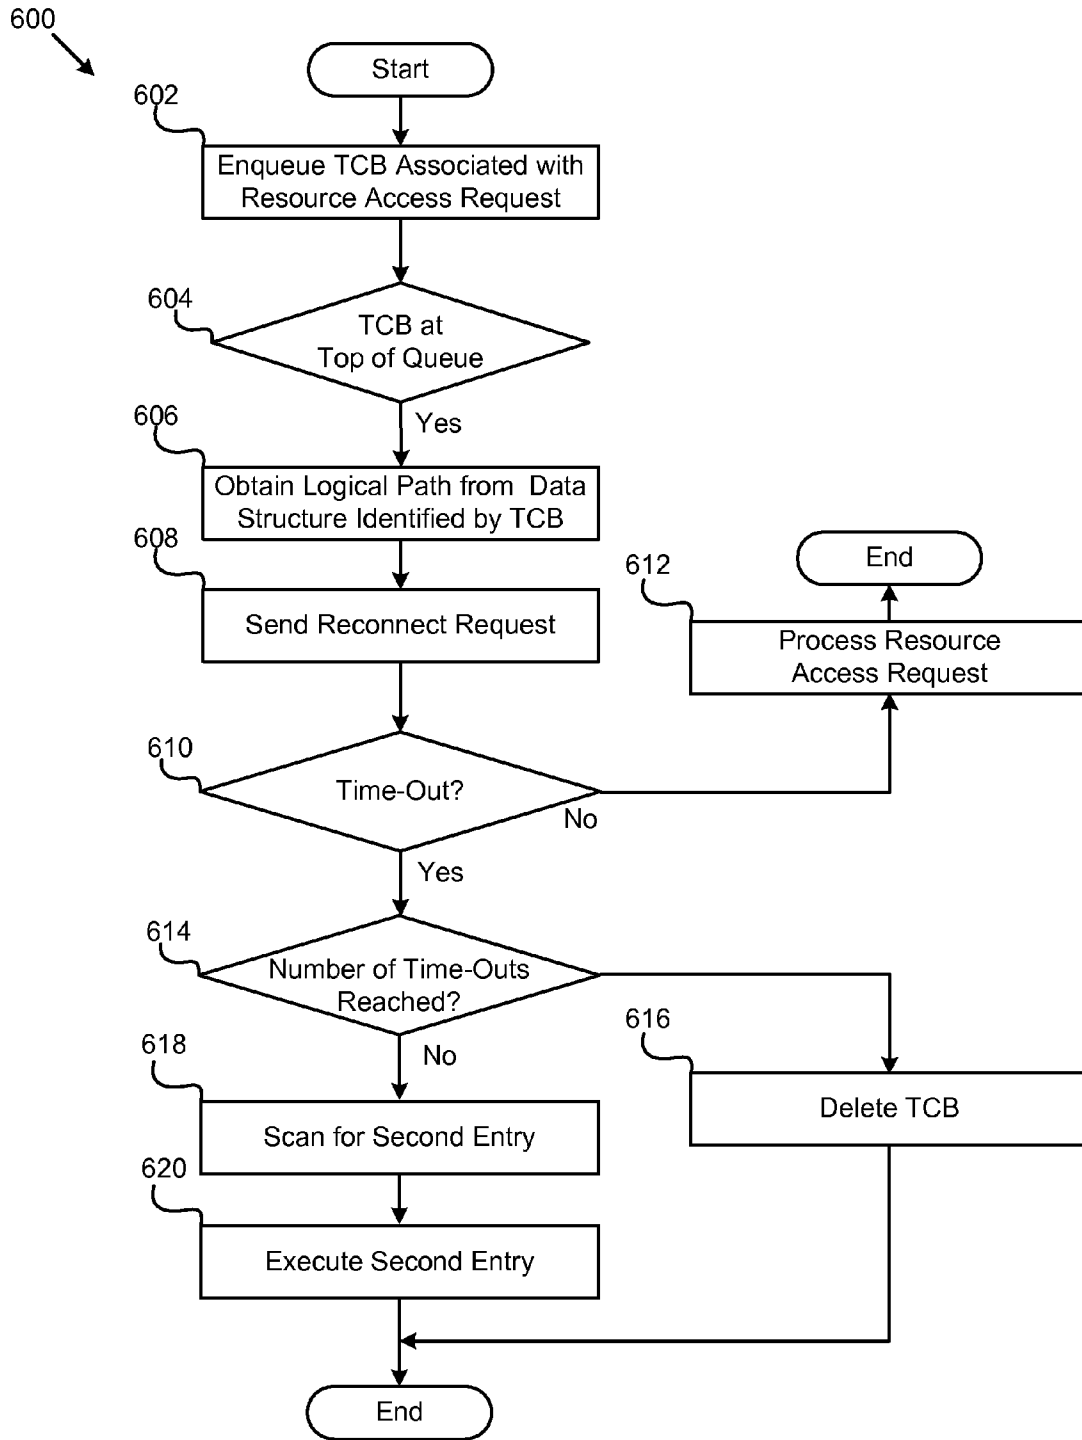 600
Start
602
Enqueue TCB Associated with
Resource Access Request
604
TCB at
Top of Queue
Yes
606
Obtain Logical Path from Data
Structure Identified by TCB
608
Send Reconnect Request
End
612
Process Resource
Access Request
610
Time-Out?
No
Yes
614
Number of Time-Outs
Reached?
No
616
Delete TCB
618
Scan for Second Entry
620
Execute Second Entry
End